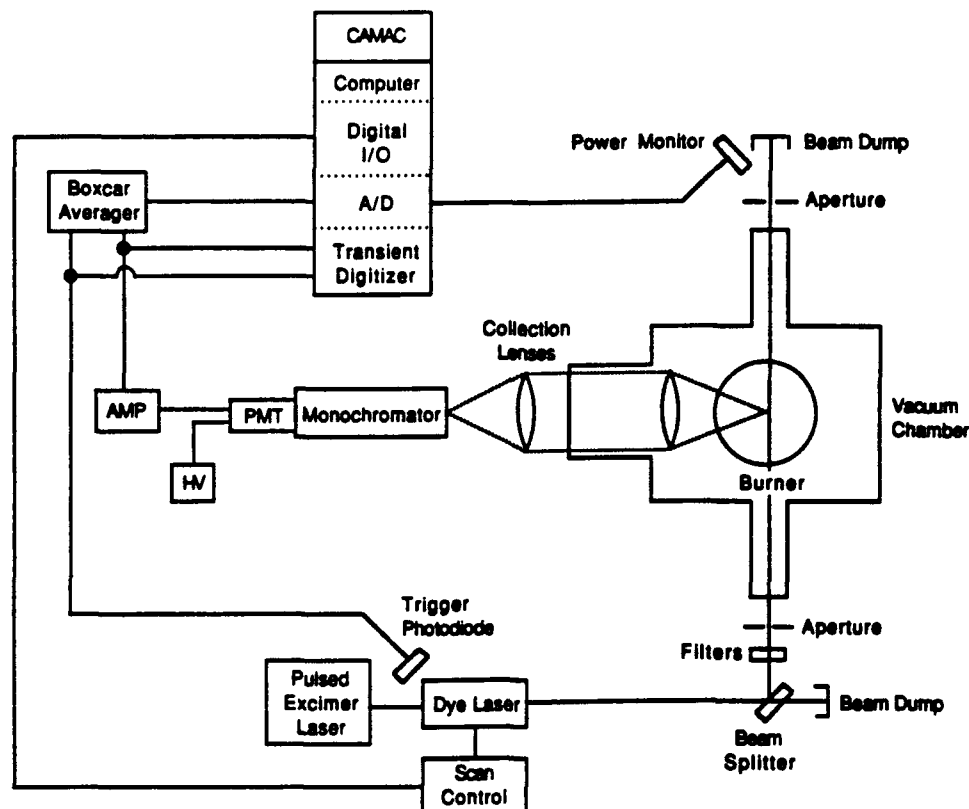 CAMAC
Computer
Digital
I/O
A/D
Transient
Digitizer
Boxcar
Averager
Power Monitor
Beam Dump
Aperture
Collection
Lenses
AMP
PMT
Monochromator
HV
Burner
Vacuum
Chamber
Trigger
Photodiode
Aperture
Filters
Pulsed
Excimer
Laser
Dye Laser
Beam Dump
Beam
Splitter
Scan
Control